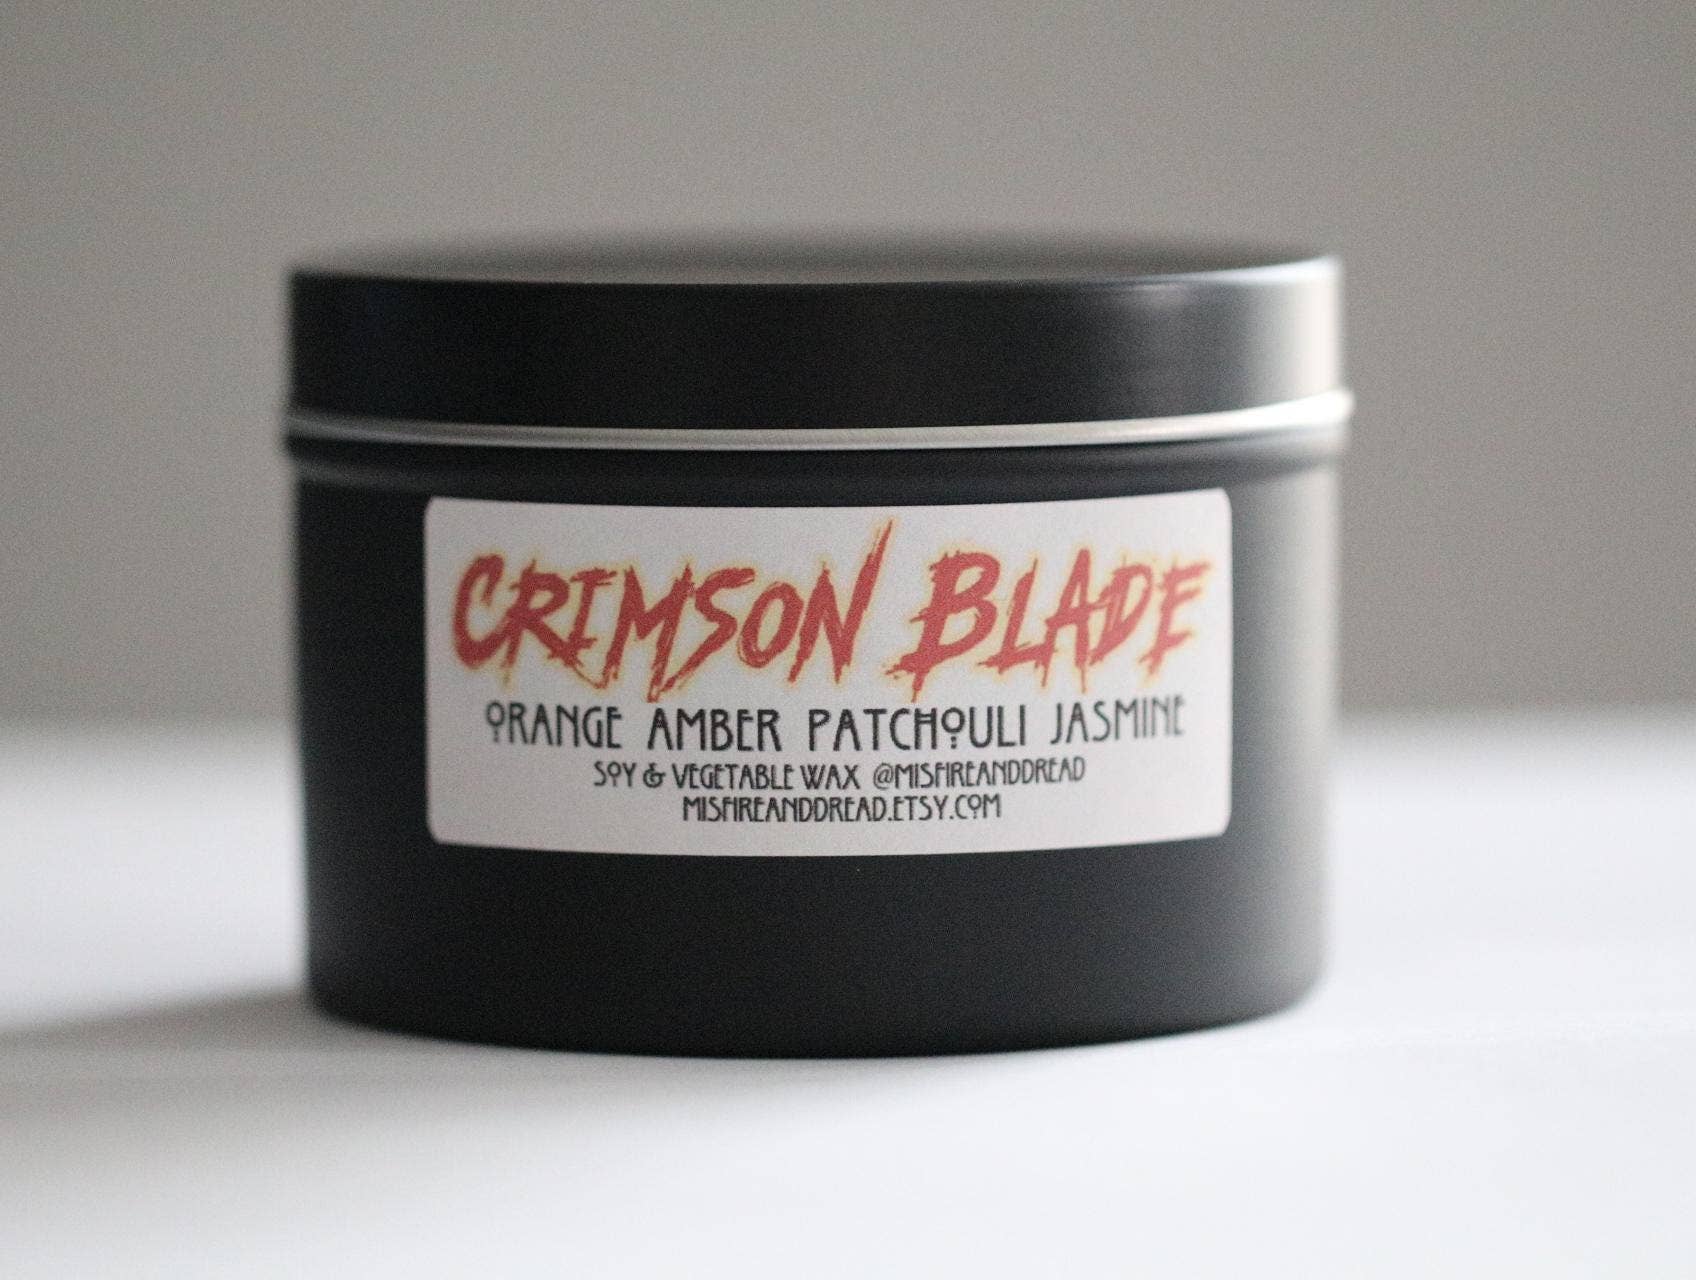 CRIMSON BLADE
ORANGE AMBER PATCHOULI JASMINE
SOY & VEGETABLE WAX @MISFIREANDDREAD
MISFIREANDDREAD.ETSY.COM